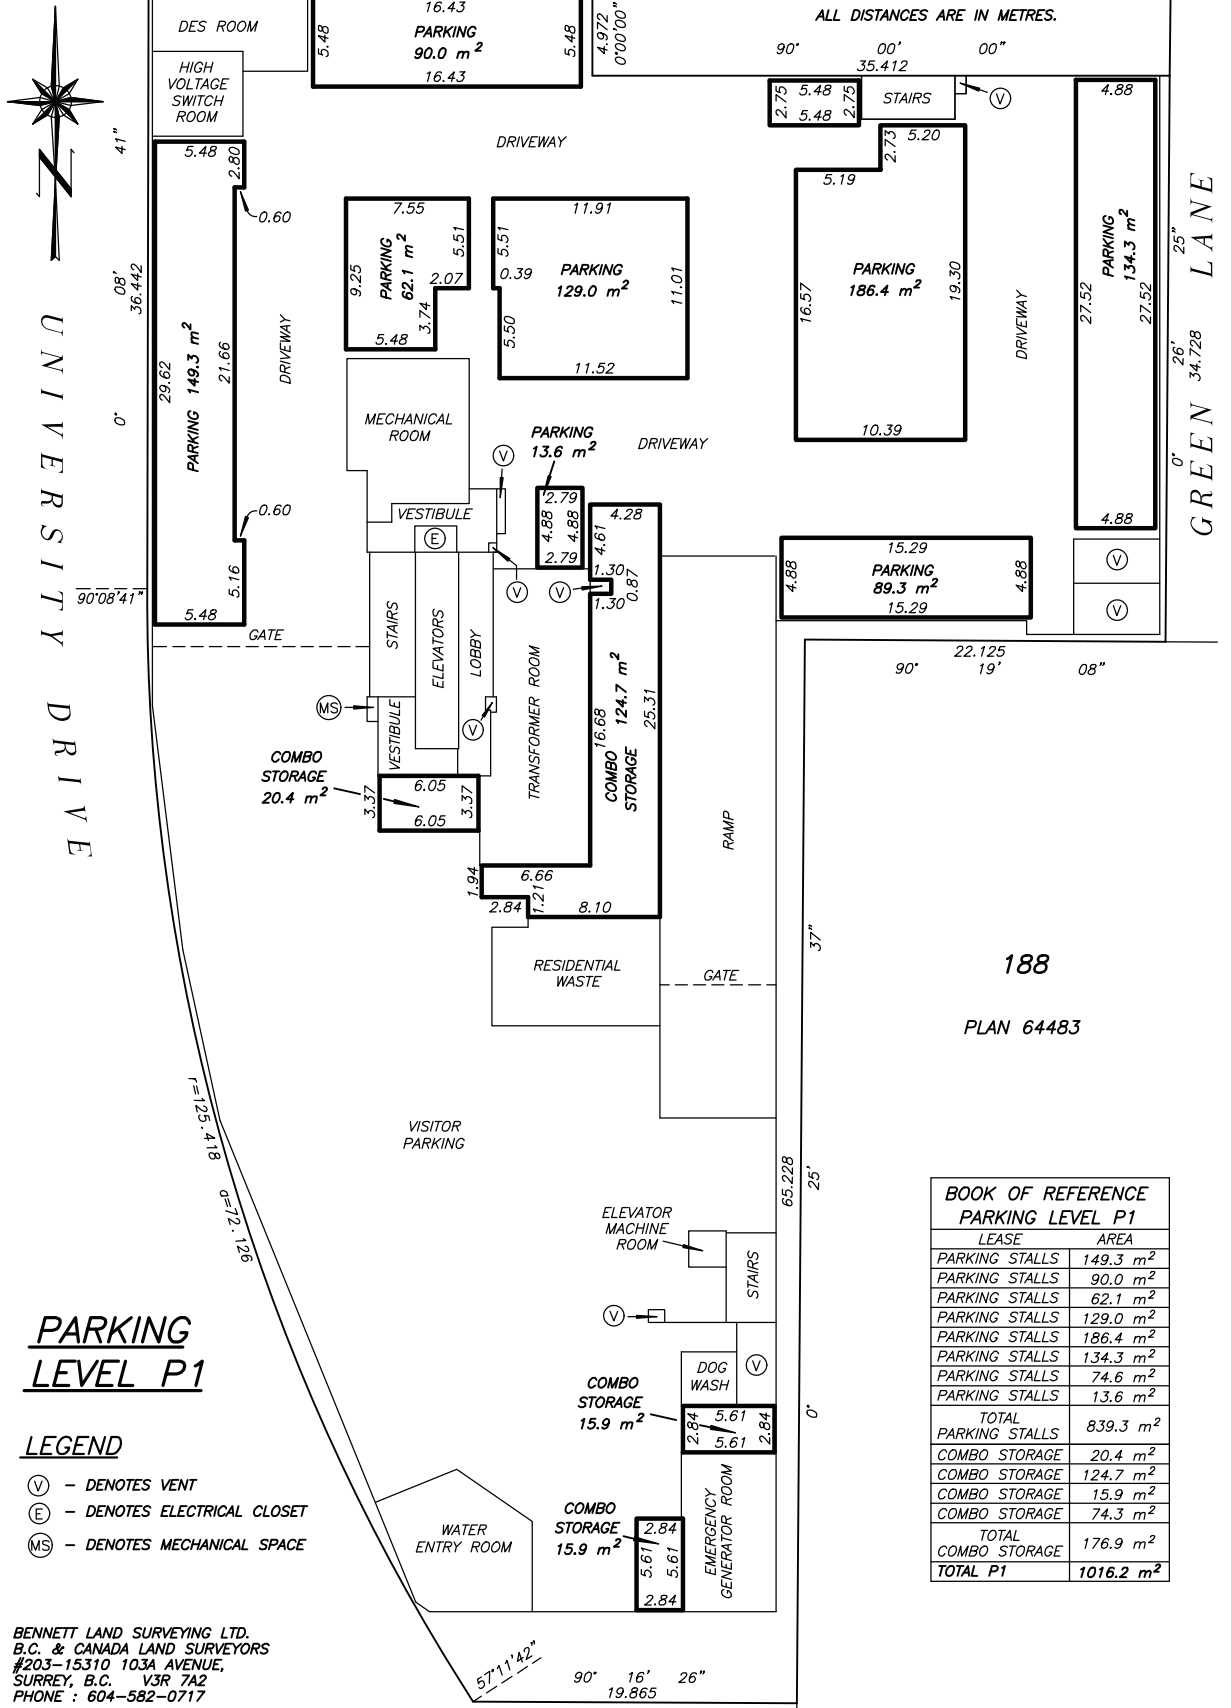 16.43
PARKING
90.0 m²
5.48
5.48
16.43
DES ROOM
HIGH
VOLTAGE
SWITCH
ROOM
4.972
0°00'00"
ALL DISTANCES ARE IN METRES.
90° 00' 00"
35.412
2.75
5.48
2.75
5.48
STAIRS
V
4.88
DRIVEWAY
N
41"
08'
36.442
0°
5.48
2.80
0.60
29.62
PARKING 149.3 m²
21.66
0.60
5.16
5.48
DRIVEWAY
7.55
9.25
PARKING
62.1 m²
5.51
2.07
3.74
5.48
11.91
5.51
0.39
PARKING
129.0 m²
11.01
5.50
11.52
2.73
5.20
5.19
PARKING
186.4 m²
16.57
19.30
10.39
DRIVEWAY
PARKING
134.3 m²
27.52
27.52
4.88
25"
26'
34.728
0°
GREEN LANE
UNIVERSITY DRIVE
MECHANICAL
ROOM
PARKING
13.6 m²
DRIVEWAY
V
2.79
4.88
4.88
2.79
VESTIBULE
E
4.28
4.61
1.30
0.87
1.30
V
V
15.29
PARKING
89.3 m²
4.88
4.88
15.29
V
V
90°08'41"
GATE
STAIRS
ELEVATORS
LOBBY
TRANSFORMER ROOM
COMBO
STORAGE
124.7 m²
16.68
25.31
22.125
90° 19' 08"
MS
VESTIBULE
V
COMBO
STORAGE
20.4 m²
3.37
6.05
3.37
6.05
RAMP
1.94
6.66
2.84
1.21
8.10
RESIDENTIAL
WASTE
GATE
37"
188
PLAN 64483
r=125.418 a=72.126
VISITOR
PARKING
65.228
25'
0°
ELEVATOR
MACHINE
ROOM
STAIRS
V
DOG
WASH
V
COMBO
STORAGE
15.9 m²
2.84
5.61
2.84
5.61
COMBO
STORAGE
15.9 m²
2.84
5.61
5.61
2.84
EMERGENCY
GENERATOR ROOM
WATER
ENTRY ROOM
57°11'42"
90° 16' 26"
19.865
BOOK OF REFERENCE
PARKING LEVEL P1
LEASE AREA
PARKING STALLS 149.3 m²
PARKING STALLS 90.0 m²
PARKING STALLS 62.1 m²
PARKING STALLS 129.0 m²
PARKING STALLS 186.4 m²
PARKING STALLS 134.3 m²
PARKING STALLS 74.6 m²
PARKING STALLS 13.6 m²
TOTAL
PARKING STALLS 839.3 m²
COMBO STORAGE 20.4 m²
COMBO STORAGE 124.7 m²
COMBO STORAGE 15.9 m²
COMBO STORAGE 74.3 m²
TOTAL
COMBO STORAGE 176.9 m²
TOTAL P1 1016.2 m²
PARKING
LEVEL P1
LEGEND
V – DENOTES VENT
E – DENOTES ELECTRICAL CLOSET
MS – DENOTES MECHANICAL SPACE
BENNETT LAND SURVEYING LTD.
B.C. & CANADA LAND SURVEYORS
#203–15310 103A AVENUE,
SURREY, B.C. V3R 7A2
PHONE : 604–582–0717